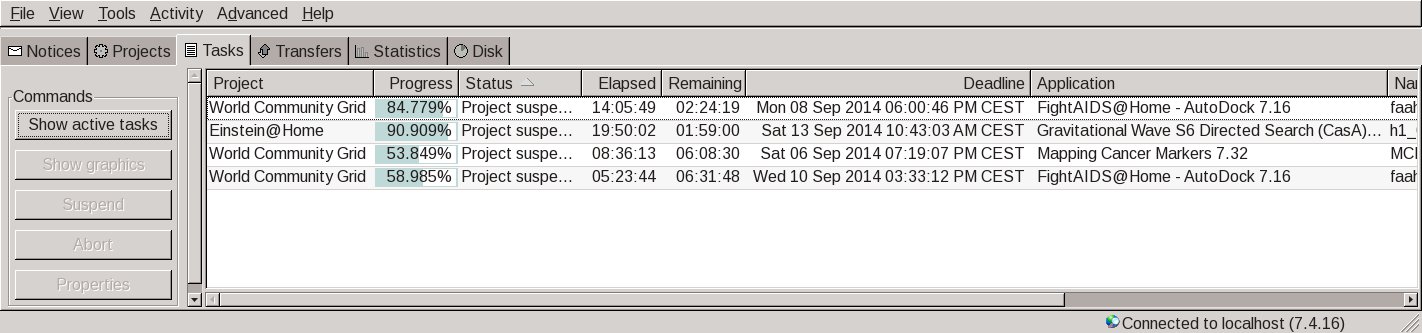 File View Tools Activity Advanced Help
Notices Projects Tasks Transfers Statistics Disk
Commands
Show active tasks
Show graphics
Suspend
Abort
Properties
Project Progress Status Elapsed Remaining Deadline Application Nai
World Community Grid 84.779% Project suspe... 14:05:49 02:24:19 Mon 08 Sep 2014 06:00:46 PM CEST FightAIDS@Home - AutoDock 7.16 faah
Einstein@Home 90.909% Project suspe... 19:50:02 01:59:00 Sat 13 Sep 2014 10:43:03 AM CEST Gravitational Wave S6 Directed Search (CasA)... h1_
World Community Grid 53.849% Project suspe... 08:36:13 06:08:30 Sat 06 Sep 2014 07:19:07 PM CEST Mapping Cancer Markers 7.32 MC
World Community Grid 58.985% Project suspe... 05:23:44 06:31:48 Wed 10 Sep 2014 03:33:12 PM CEST FightAIDS@Home - AutoDock 7.16 faah
Connected to localhost (7.4.16)